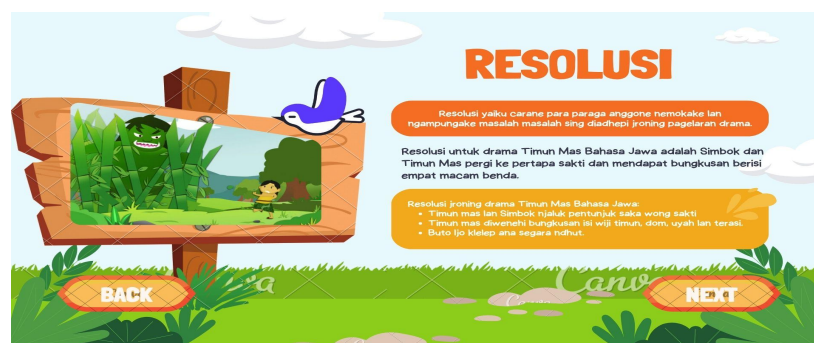 RESOLUSI
Resolusi yaiku carane para paraga anggone nemokake lan
ngampungake masalah masalah sing diadhepi jroning pagelaran drama.
Resolusi untuk drama Timun Mas Bahasa Jawa adalah Simbok dan
Timun Mas pergi ke pertapa sakti dan mendapat bungkusan berisi
empat macam benda.
Resolusi jroning drama Timun Mas Bahasa Jawa:
• Timun mas lan Simbok njaluk pentunjuk saka wong sakti
• Timun mas diwenehi bungkusan isi wiji timun, dom, uyah lan terasi.
• Buto Ijo klelep ana segara ndhut.
Canva
BACK
NEXT